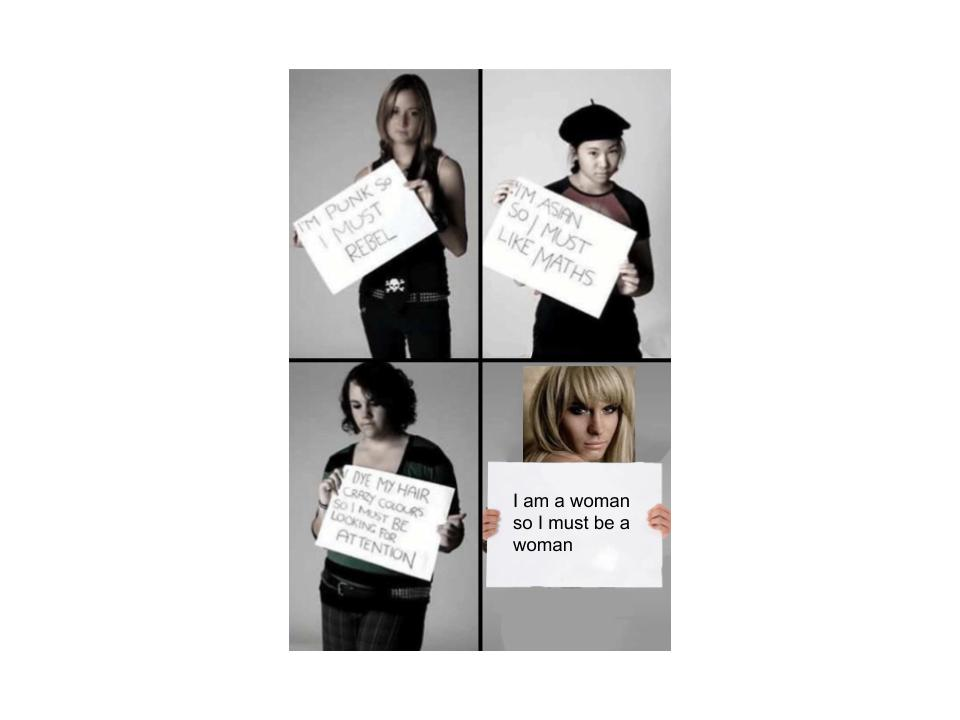 I'M PUNK SO
I MUST
REBEL
I'M ASIAN
SO I MUST
LIKE MATHS
I DYE MY HAIR
CRAZY COLOURS
SO I MUST BE
LOOKING FOR
ATTENTION
I am a woman
so I must be a
woman